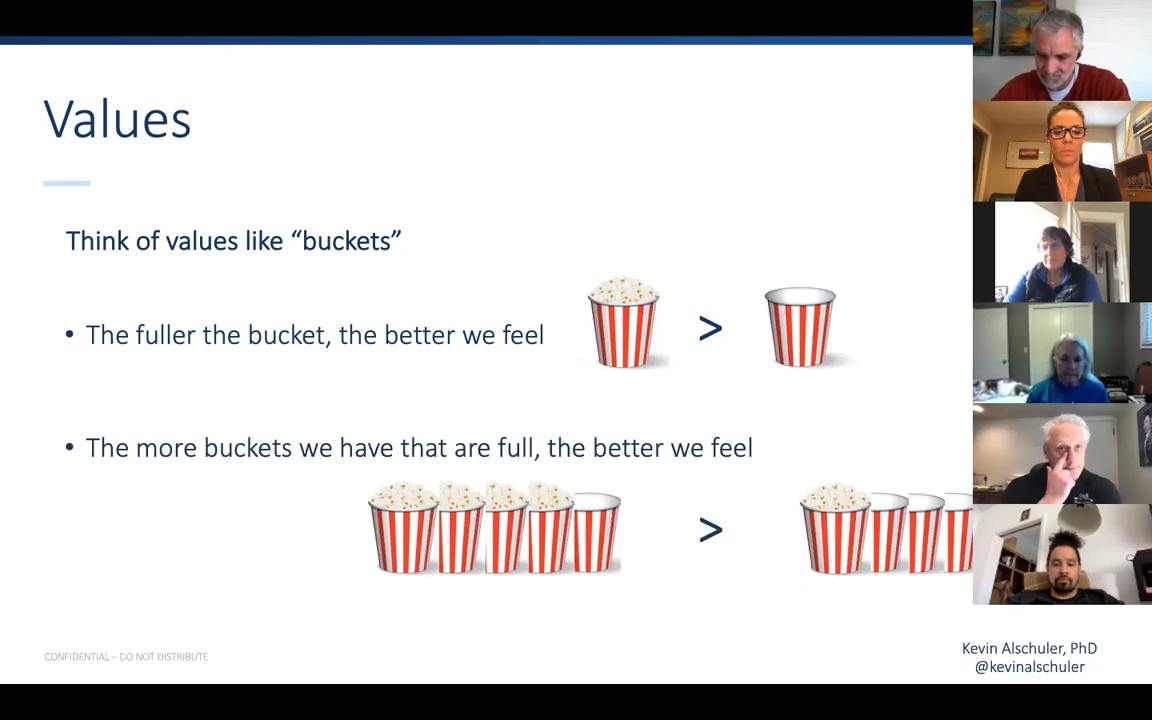 Values
Think of values like “buckets”
• The fuller the bucket, the better we feel
>
• The more buckets we have that are full, the better we feel
>
CONFIDENTIAL – DO NOT DISTRIBUTE
Kevin Alschuler, PhD
@kevinalschuler